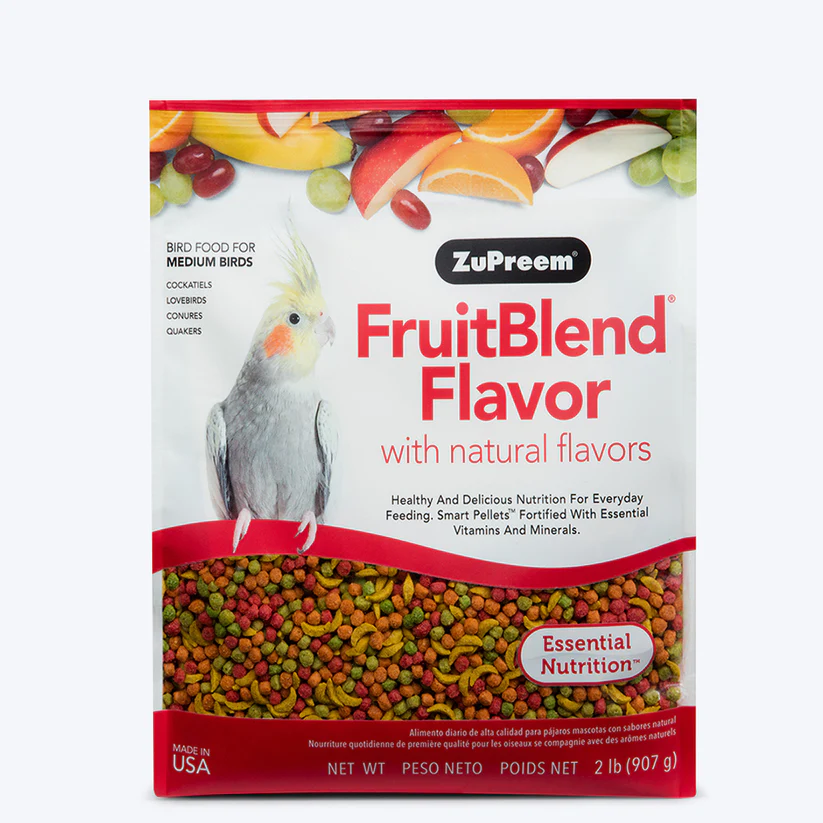 BIRD FOOD FOR
MEDIUM BIRDS
COCKATIELS
LOVEBIRDS
CONURES
QUAKERS
ZuPreem®
FruitBlend®
Flavor
with natural flavors
Healthy And Delicious Nutrition For Everyday
Feeding. Smart Pellets™ Fortified With Essential
Vitamins And Minerals.
Essential
Nutrition™
Alimento diario de alta calidad para pájaros mascotas con sabores natural
Nourriture quotidienne de première qualité pour les oiseaux se compagnie avec des arômes naturels
MADE IN
USA
NET WT PESO NETO POIDS NET 2 lb (907 g)